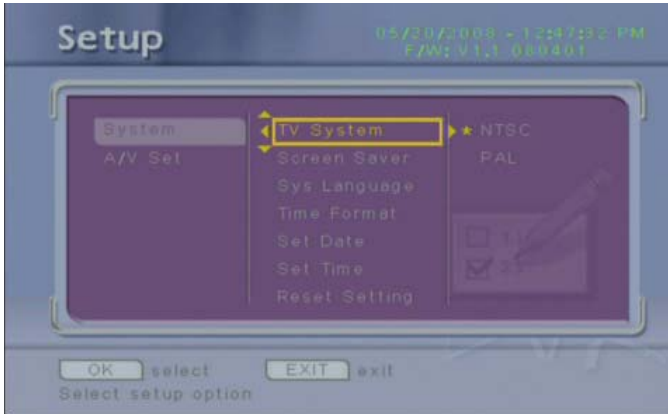 Setup
05/20/2008 - 12:47:32 PM
F/W: V1.1 080401
System
A/V Set
TV System
Screen Saver
Sys Language
Time Format
Set Date
Set Time
Reset Setting
★ NTSC
PAL
OK select
EXIT exit
Select setup option